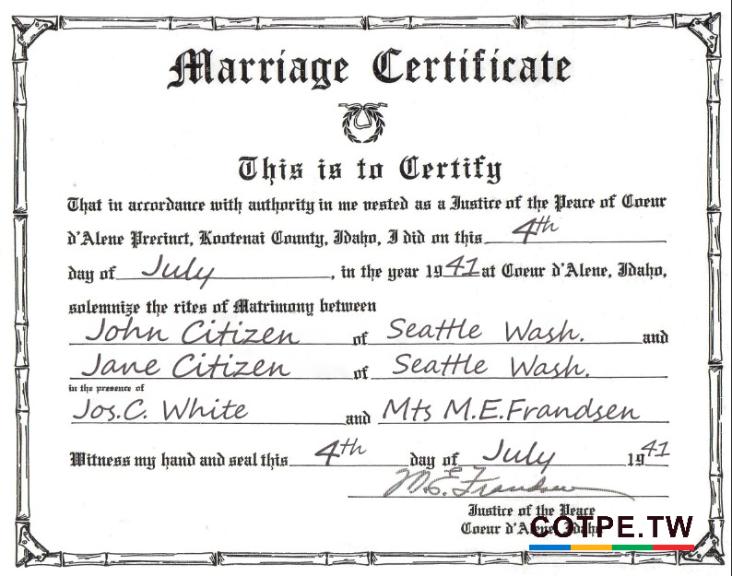 Marriage Certificate
This is to Certify
That in accordance with authority in me vested as a Justice of the Peace of Coeur
d'Alene Precinct, Kootenai County, Idaho, I did on this 4th
day of July, in the year 1941 at Coeur d'Alene, Idaho,
solemnize the rites of Matrimony between
John Citizen of Seattle Wash. and
Jane Citizen of Seattle Wash.
in the presence of
Jos.C. White and Mts M.E.Frandsen
Witness my hand and seal this 4th day of July 1941
M.E. Frandsen
Justice of the Peace
Coeur d'Alene, Idaho
COTPE.TW